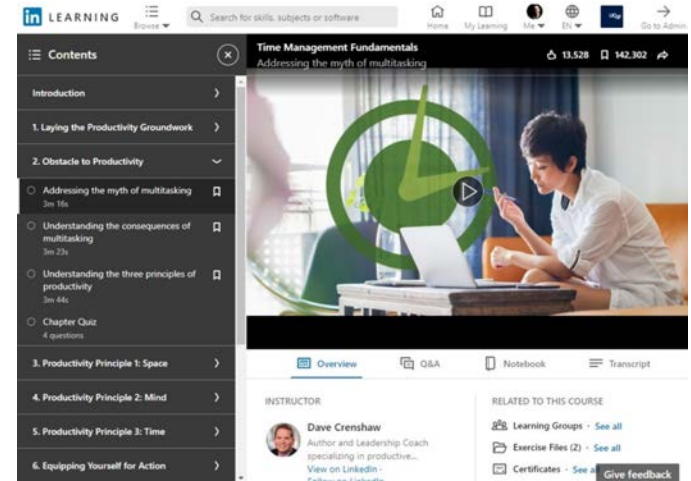 in LEARNING
Browse
Search for skills, subjects or software
Home
My Learning
Me
EN
Go to Admin
Contents
Introduction
1. Laying the Productivity Groundwork
2. Obstacle to Productivity
Addressing the myth of multitasking
3m 16s
Understanding the consequences of
multitasking
3m 23s
Understanding the three principles of
productivity
3m 44s
Chapter Quiz
4 questions
3. Productivity Principle 1: Space
4. Productivity Principle 2: Mind
5. Productivity Principle 3: Time
6. Equipping Yourself for Action
Time Management Fundamentals
Addressing the myth of multitasking
13,528
142,302
Overview
Q&A
Notebook
Transcript
INSTRUCTOR
Dave Crenshaw
Author and Leadership Coach
specializing in productive...
View on LinkedIn ·
RELATED TO THIS COURSE
Learning Groups · See all
Exercise Files (2) · See all
Certificates · See
Give feedback